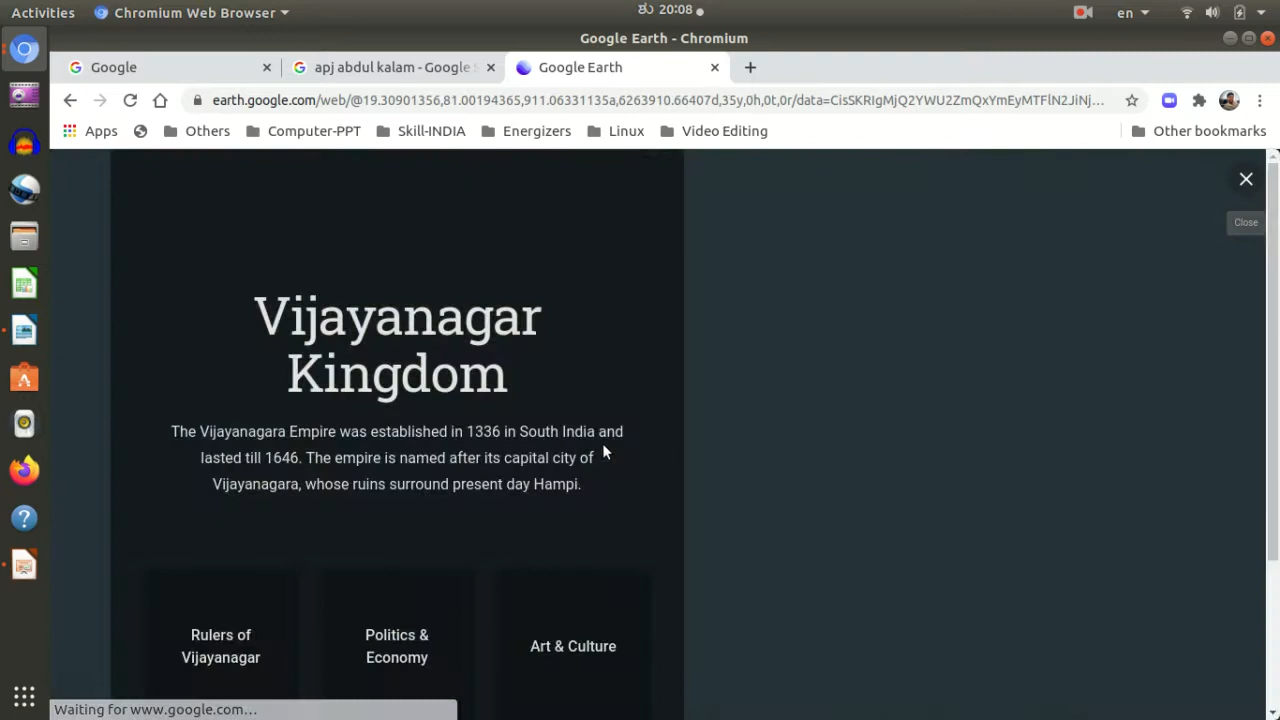 Activities
Chromium Web Browser
20:08
en
Google Earth - Chromium
Google
apj abdul kalam - Google S
Google Earth
earth.google.com/web/@19.30901356,81.00194365,911.06331135a,6263910.66407d,35y,0h,0t,0r/data=CisSKRIgMjQ2YWU2ZmQxYmEyMTFlN2JiNj…
Apps
Others
Computer-PPT
Skill-INDIA
Energizers
Linux
Video Editing
Other bookmarks
Close
Vijayanagar
Kingdom
The Vijayanagara Empire was established in 1336 in South India and
lasted till 1646. The empire is named after its capital city of
Vijayanagara, whose ruins surround present day Hampi.
Rulers of
Vijayanagar
Politics &
Economy
Art & Culture
Waiting for www.google.com...